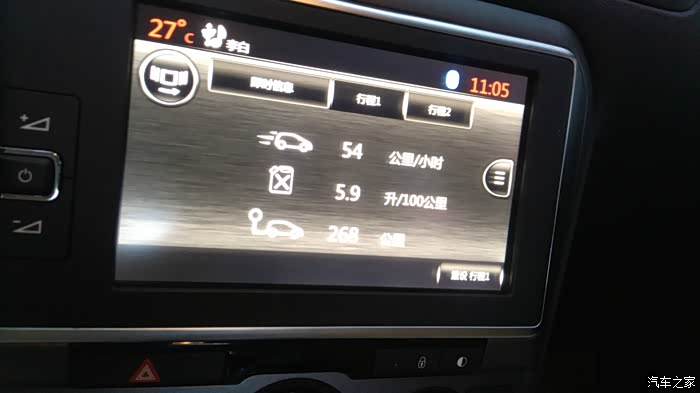 27°C 李白 11:05
即时信息 行程1 行程2
54 公里/小时
5.9 升/100公里
268 公里
重设 行程1
汽车之家